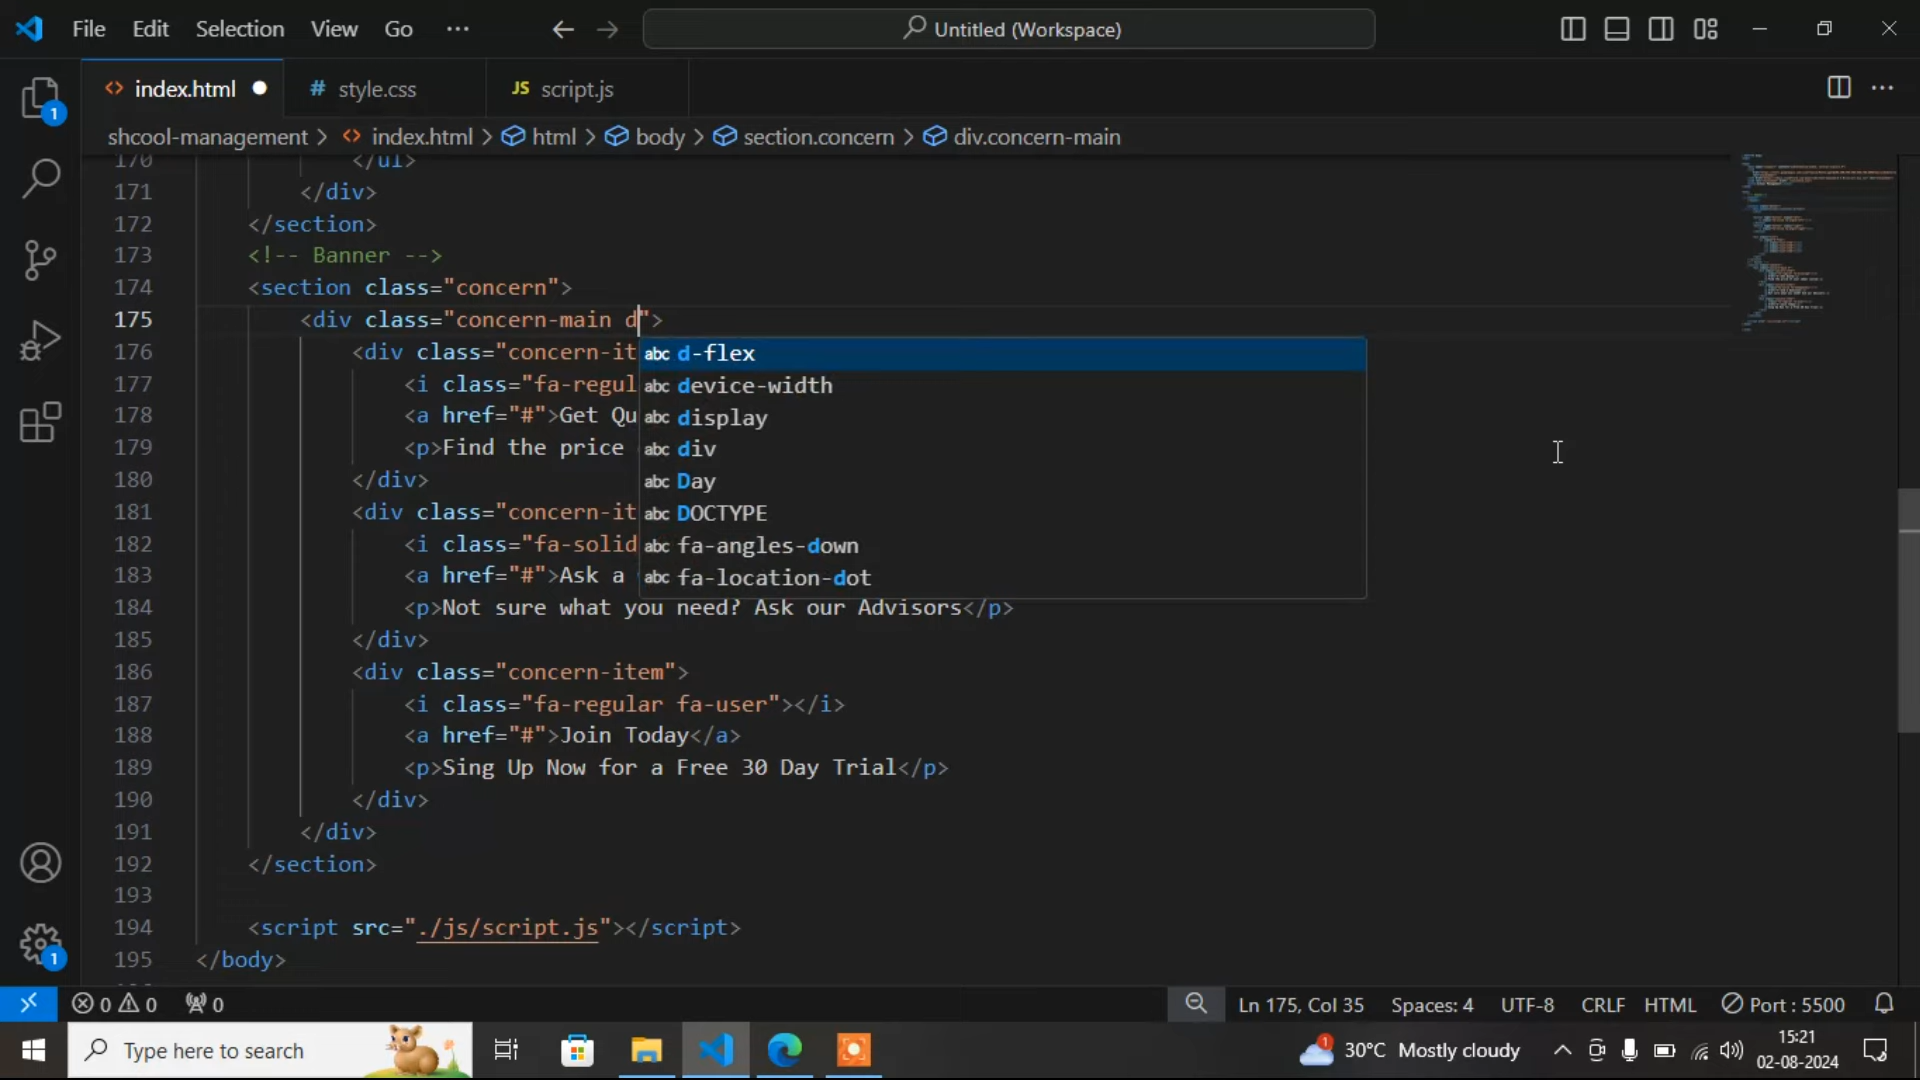 File Edit Selection View Go ··· Untitled (Workspace)
index.html # style.css JS script.js
shcool-management > index.html > html > body > section.concern > div.concern-main
1
170 </ul>
171 </div>
172 </section>
173 <!-- Banner -->
174 <section class="concern">
175 <div class="concern-main d">
176 <div class="concern-it
177 <i class="fa-regul
178 <a href="#">Get Qu
179 <p>Find the price
180 </div>
181 <div class="concern-it
182 <i class="fa-solid
183 <a href="#">Ask a
184 <p>Not sure what you need? Ask our Advisors</p>
185 </div>
186 <div class="concern-item">
187 <i class="fa-regular fa-user"></i>
188 <a href="#">Join Today</a>
189 <p>Sing Up Now for a Free 30 Day Trial</p>
190 </div>
191 </div>
192 </section>
193
194 <script src="./js/script.js"></script>
195 </body>
abc d-flex
abc device-width
abc display
abc div
abc Day
abc DOCTYPE
abc fa-angles-down
abc fa-location-dot
1
0 0 0 Ln 175, Col 35 Spaces: 4 UTF-8 CRLF HTML Port : 5500
Type here to search 1 30°C Mostly cloudy 15:21
02-08-2024